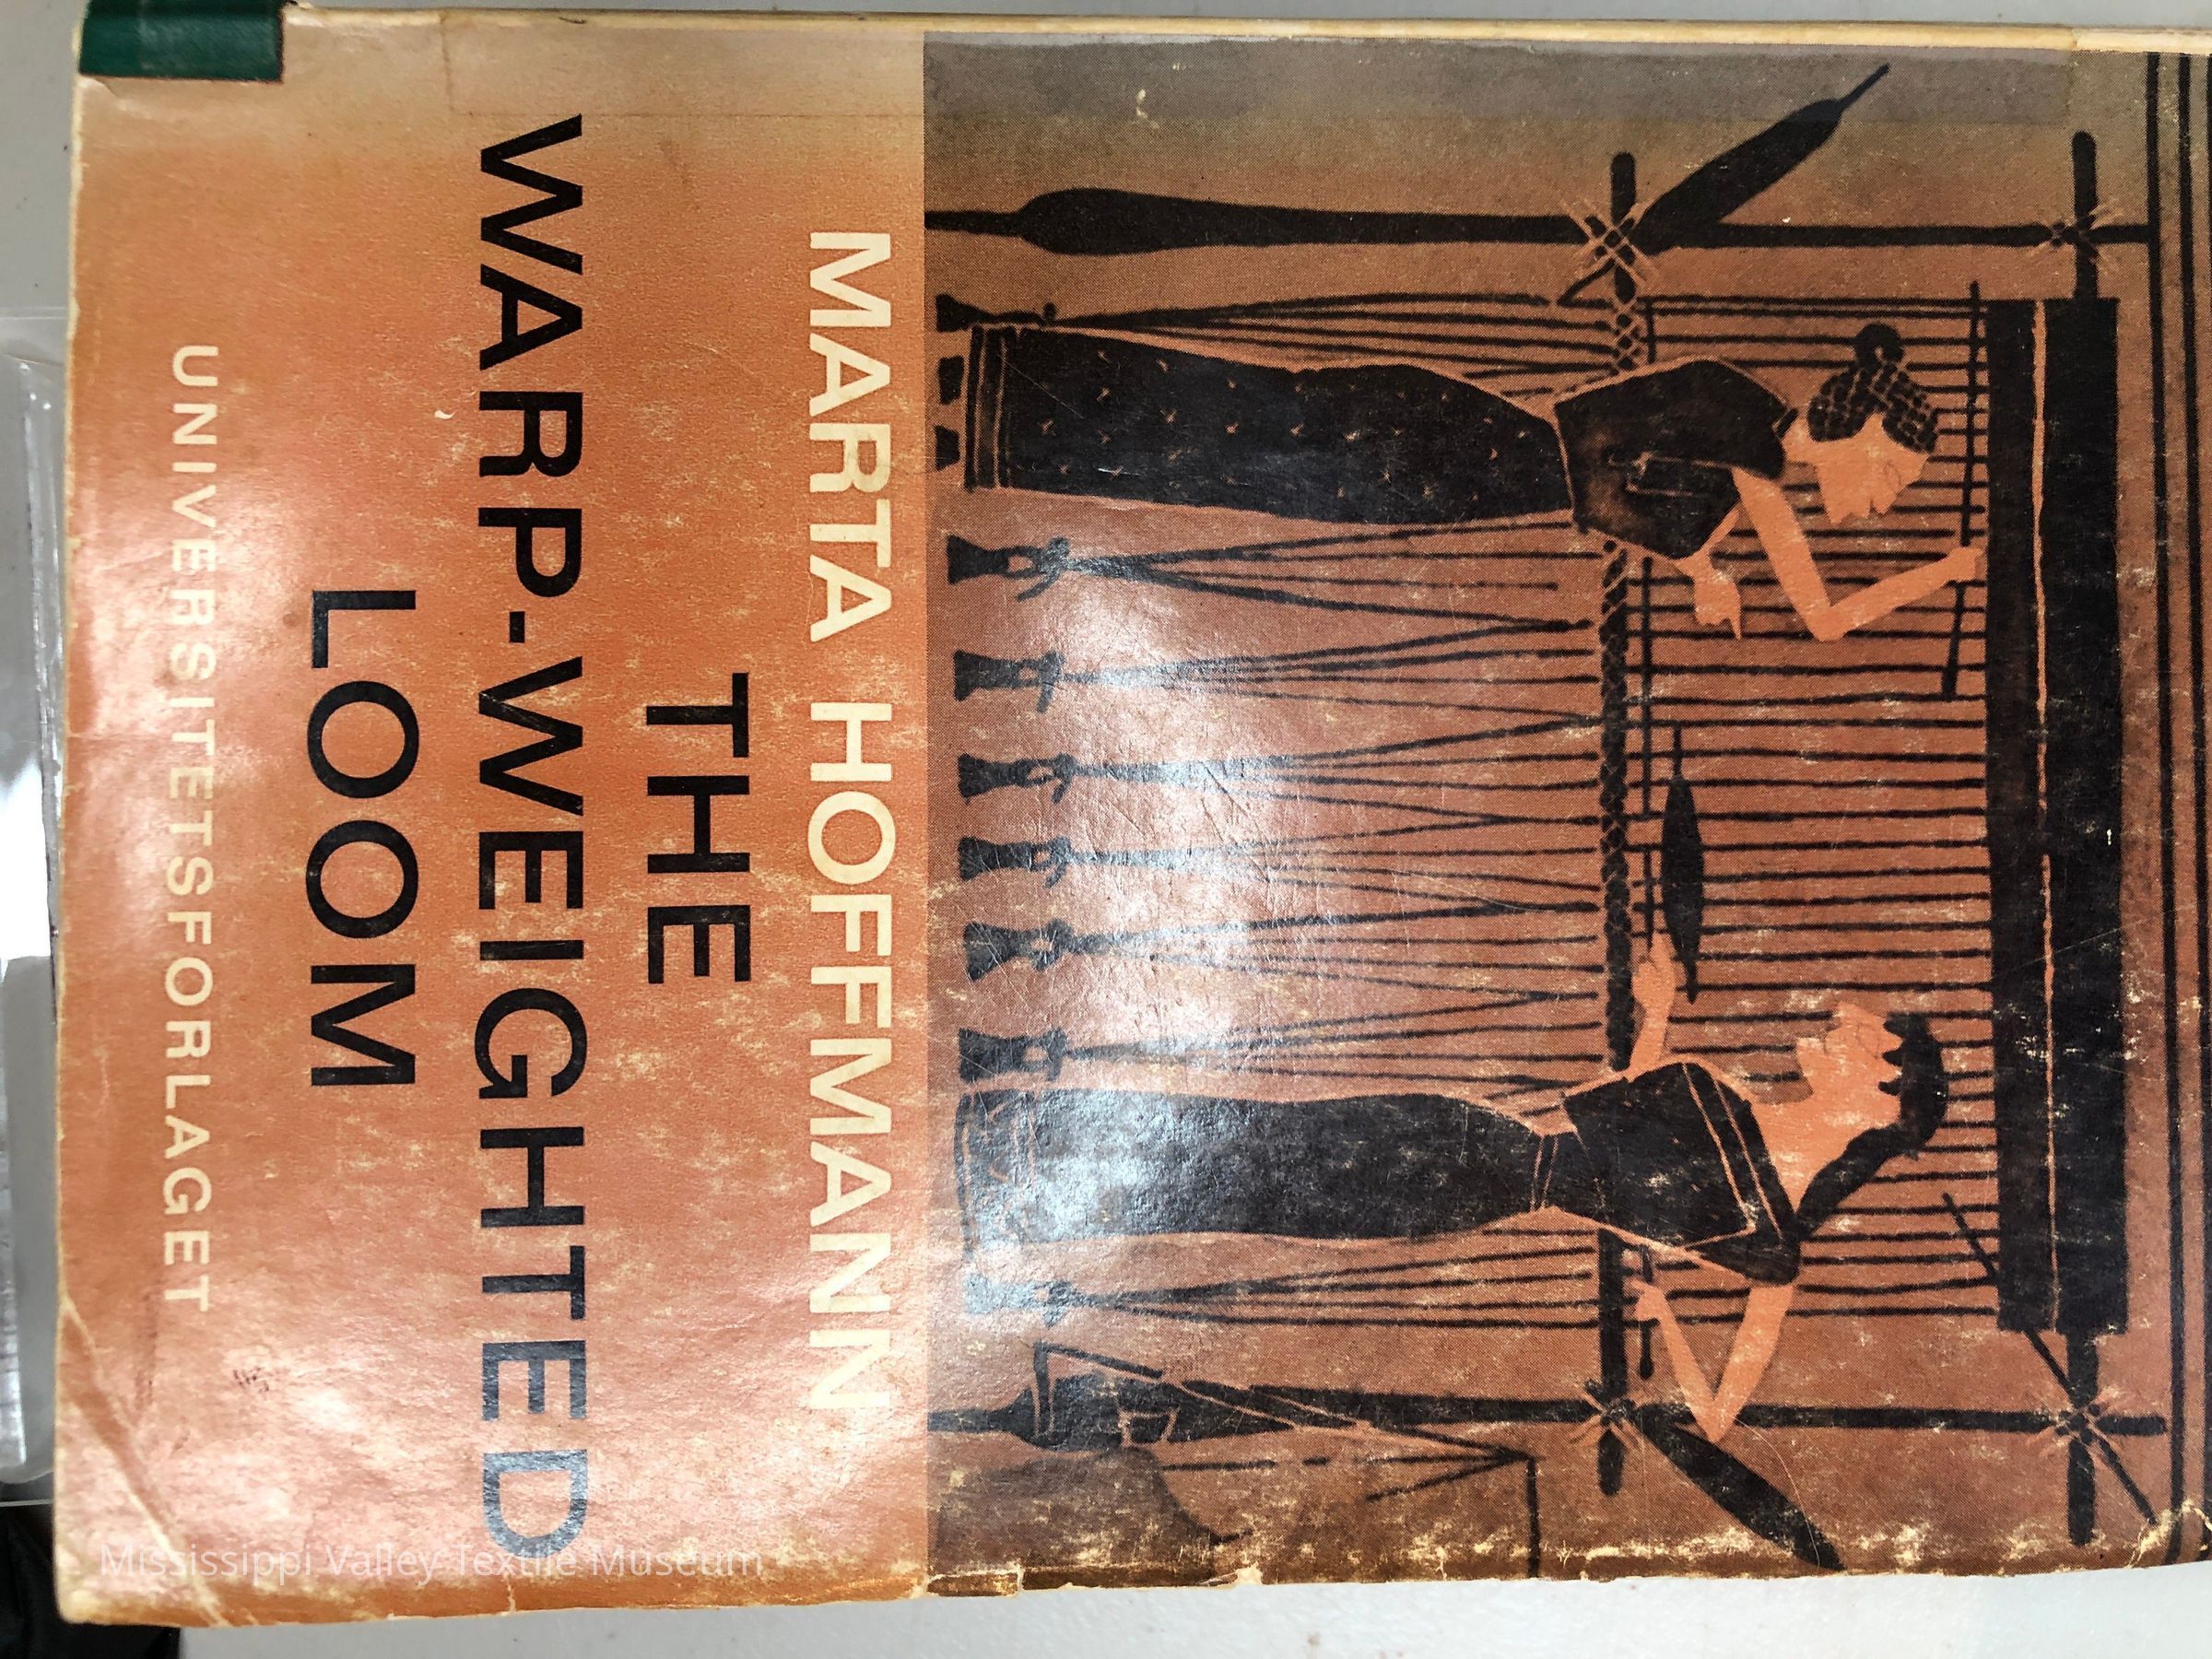 MARTA HOFFMANN
THE
WARP-WEIGHTED
LOOM
UNIVERSITETSFORLAGET
Mississippi Valley Textile Museum